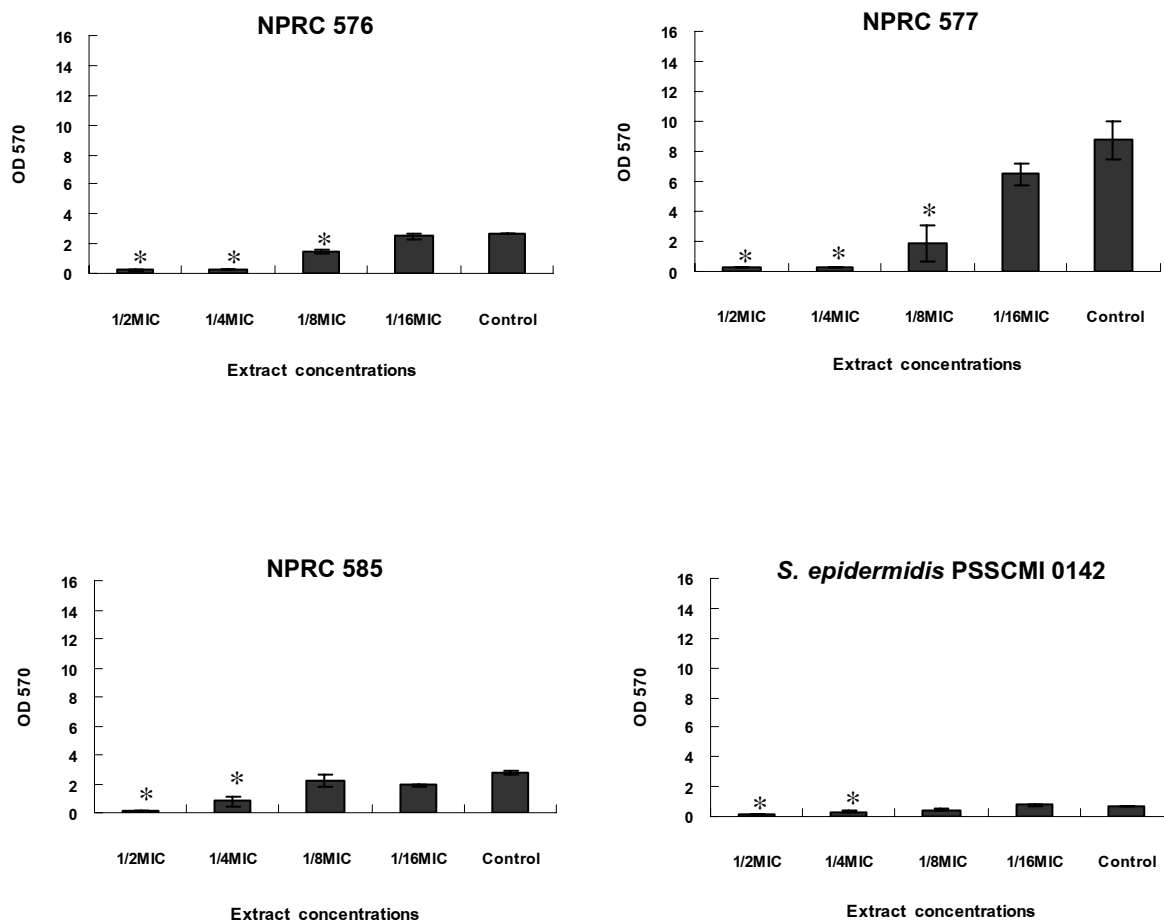 NPRC 576
16
14
12
10
8
6
4
2
0
OD 570
* * *
1/2MIC 1/4MIC 1/8MIC 1/16MIC Control
Extract concentrations
NPRC 577
16
14
12
10
8
6
4
2
0
OD 570
* * *
1/2MIC 1/4MIC 1/8MIC 1/16MIC Control
Extract concentrations
NPRC 585
16
14
12
10
8
6
4
2
0
OD 570
* *
1/2MIC 1/4MIC 1/8MIC 1/16MIC Control
Extract concentrations
S. epidermidis PSSCMI 0142
16
14
12
10
8
6
4
2
0
OD 570
* *
1/2MIC 1/4MIC 1/8MIC 1/16MIC Control
Extract concentrations